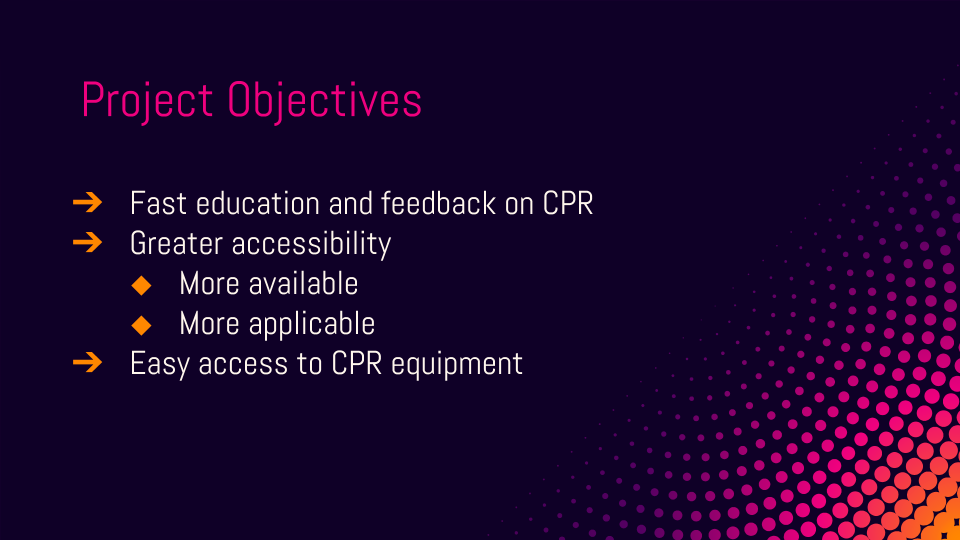 Project Objectives
➔ Fast education and feedback on CPR
➔ Greater accessibility
◆ More available
◆ More applicable
➔ Easy access to CPR equipment